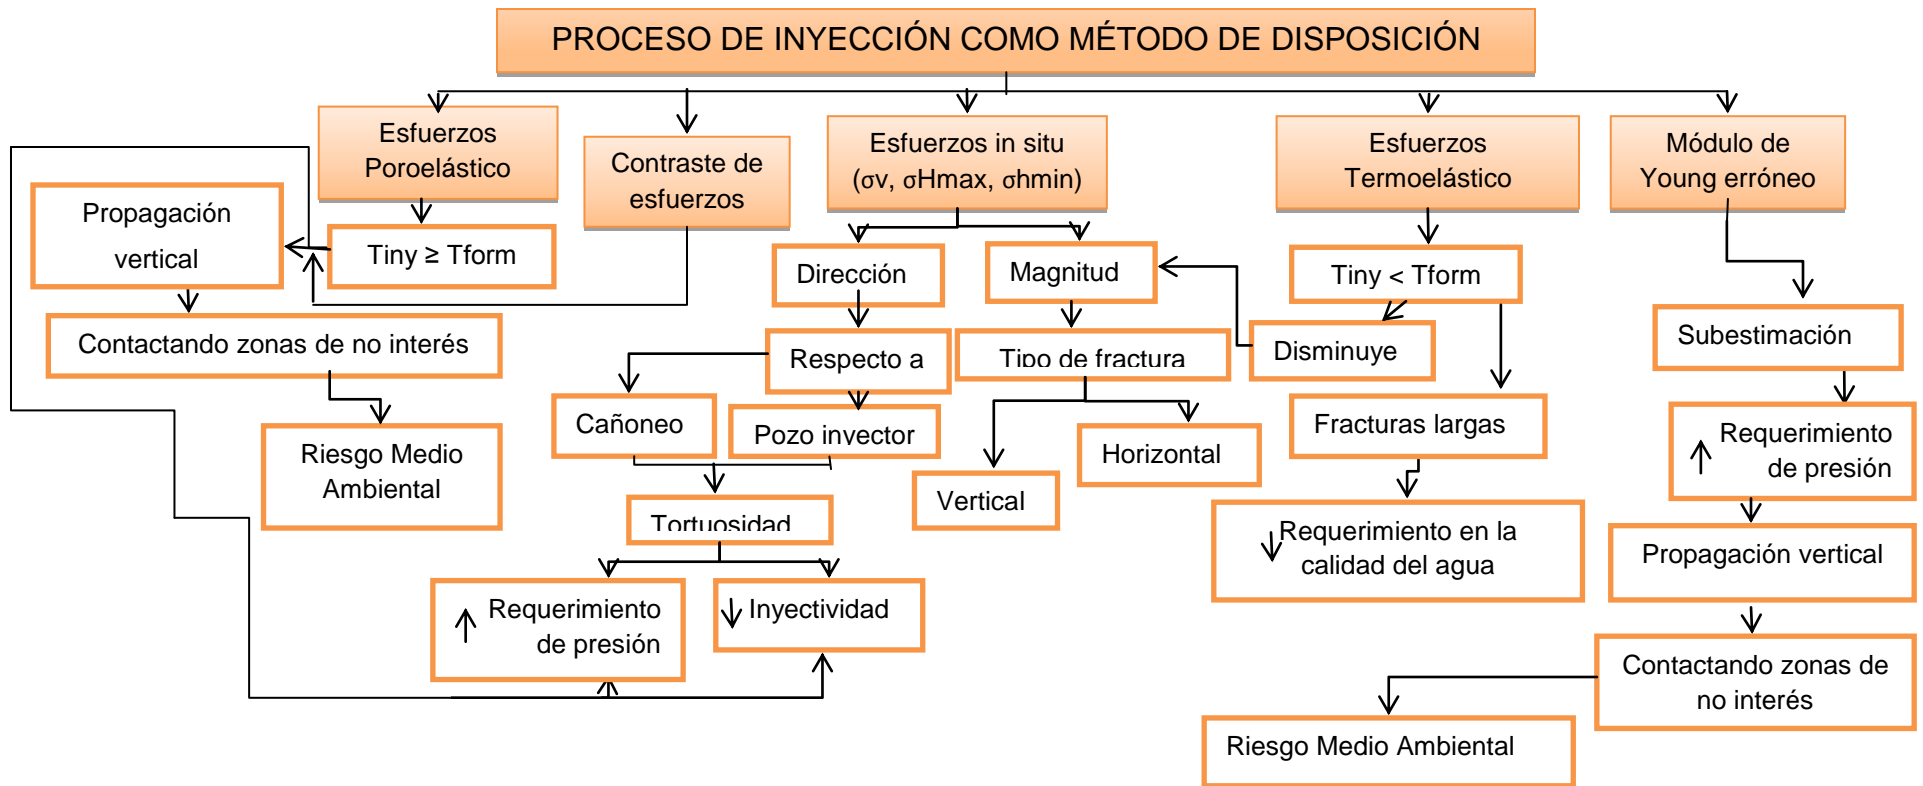 PROCESO DE INYECCIÓN COMO MÉTODO DE DISPOSICIÓN
Esfuerzos
Poroelástico
Contraste de
esfuerzos
Esfuerzos in situ
(σv, σHmax, σhmin)
Esfuerzos
Termoelástico
Módulo de
Young erróneo
Propagación
vertical
Tiny ≥ Tform
Dirección
Magnitud
Tiny < Tform
Contactando zonas de no interés
Respecto a
Tipo de fractura
Disminuye
Subestimación
Riesgo Medio
Ambiental
Cañoneo
Pozo inyector
Vertical
Horizontal
Fracturas largas
↑ Requerimiento
de presión
Tortuosidad
↓ Requerimiento en la
calidad del agua
Propagación vertical
↑ Requerimiento
de presión
↓ Inyectividad
Contactando zonas de
no interés
Riesgo Medio Ambiental